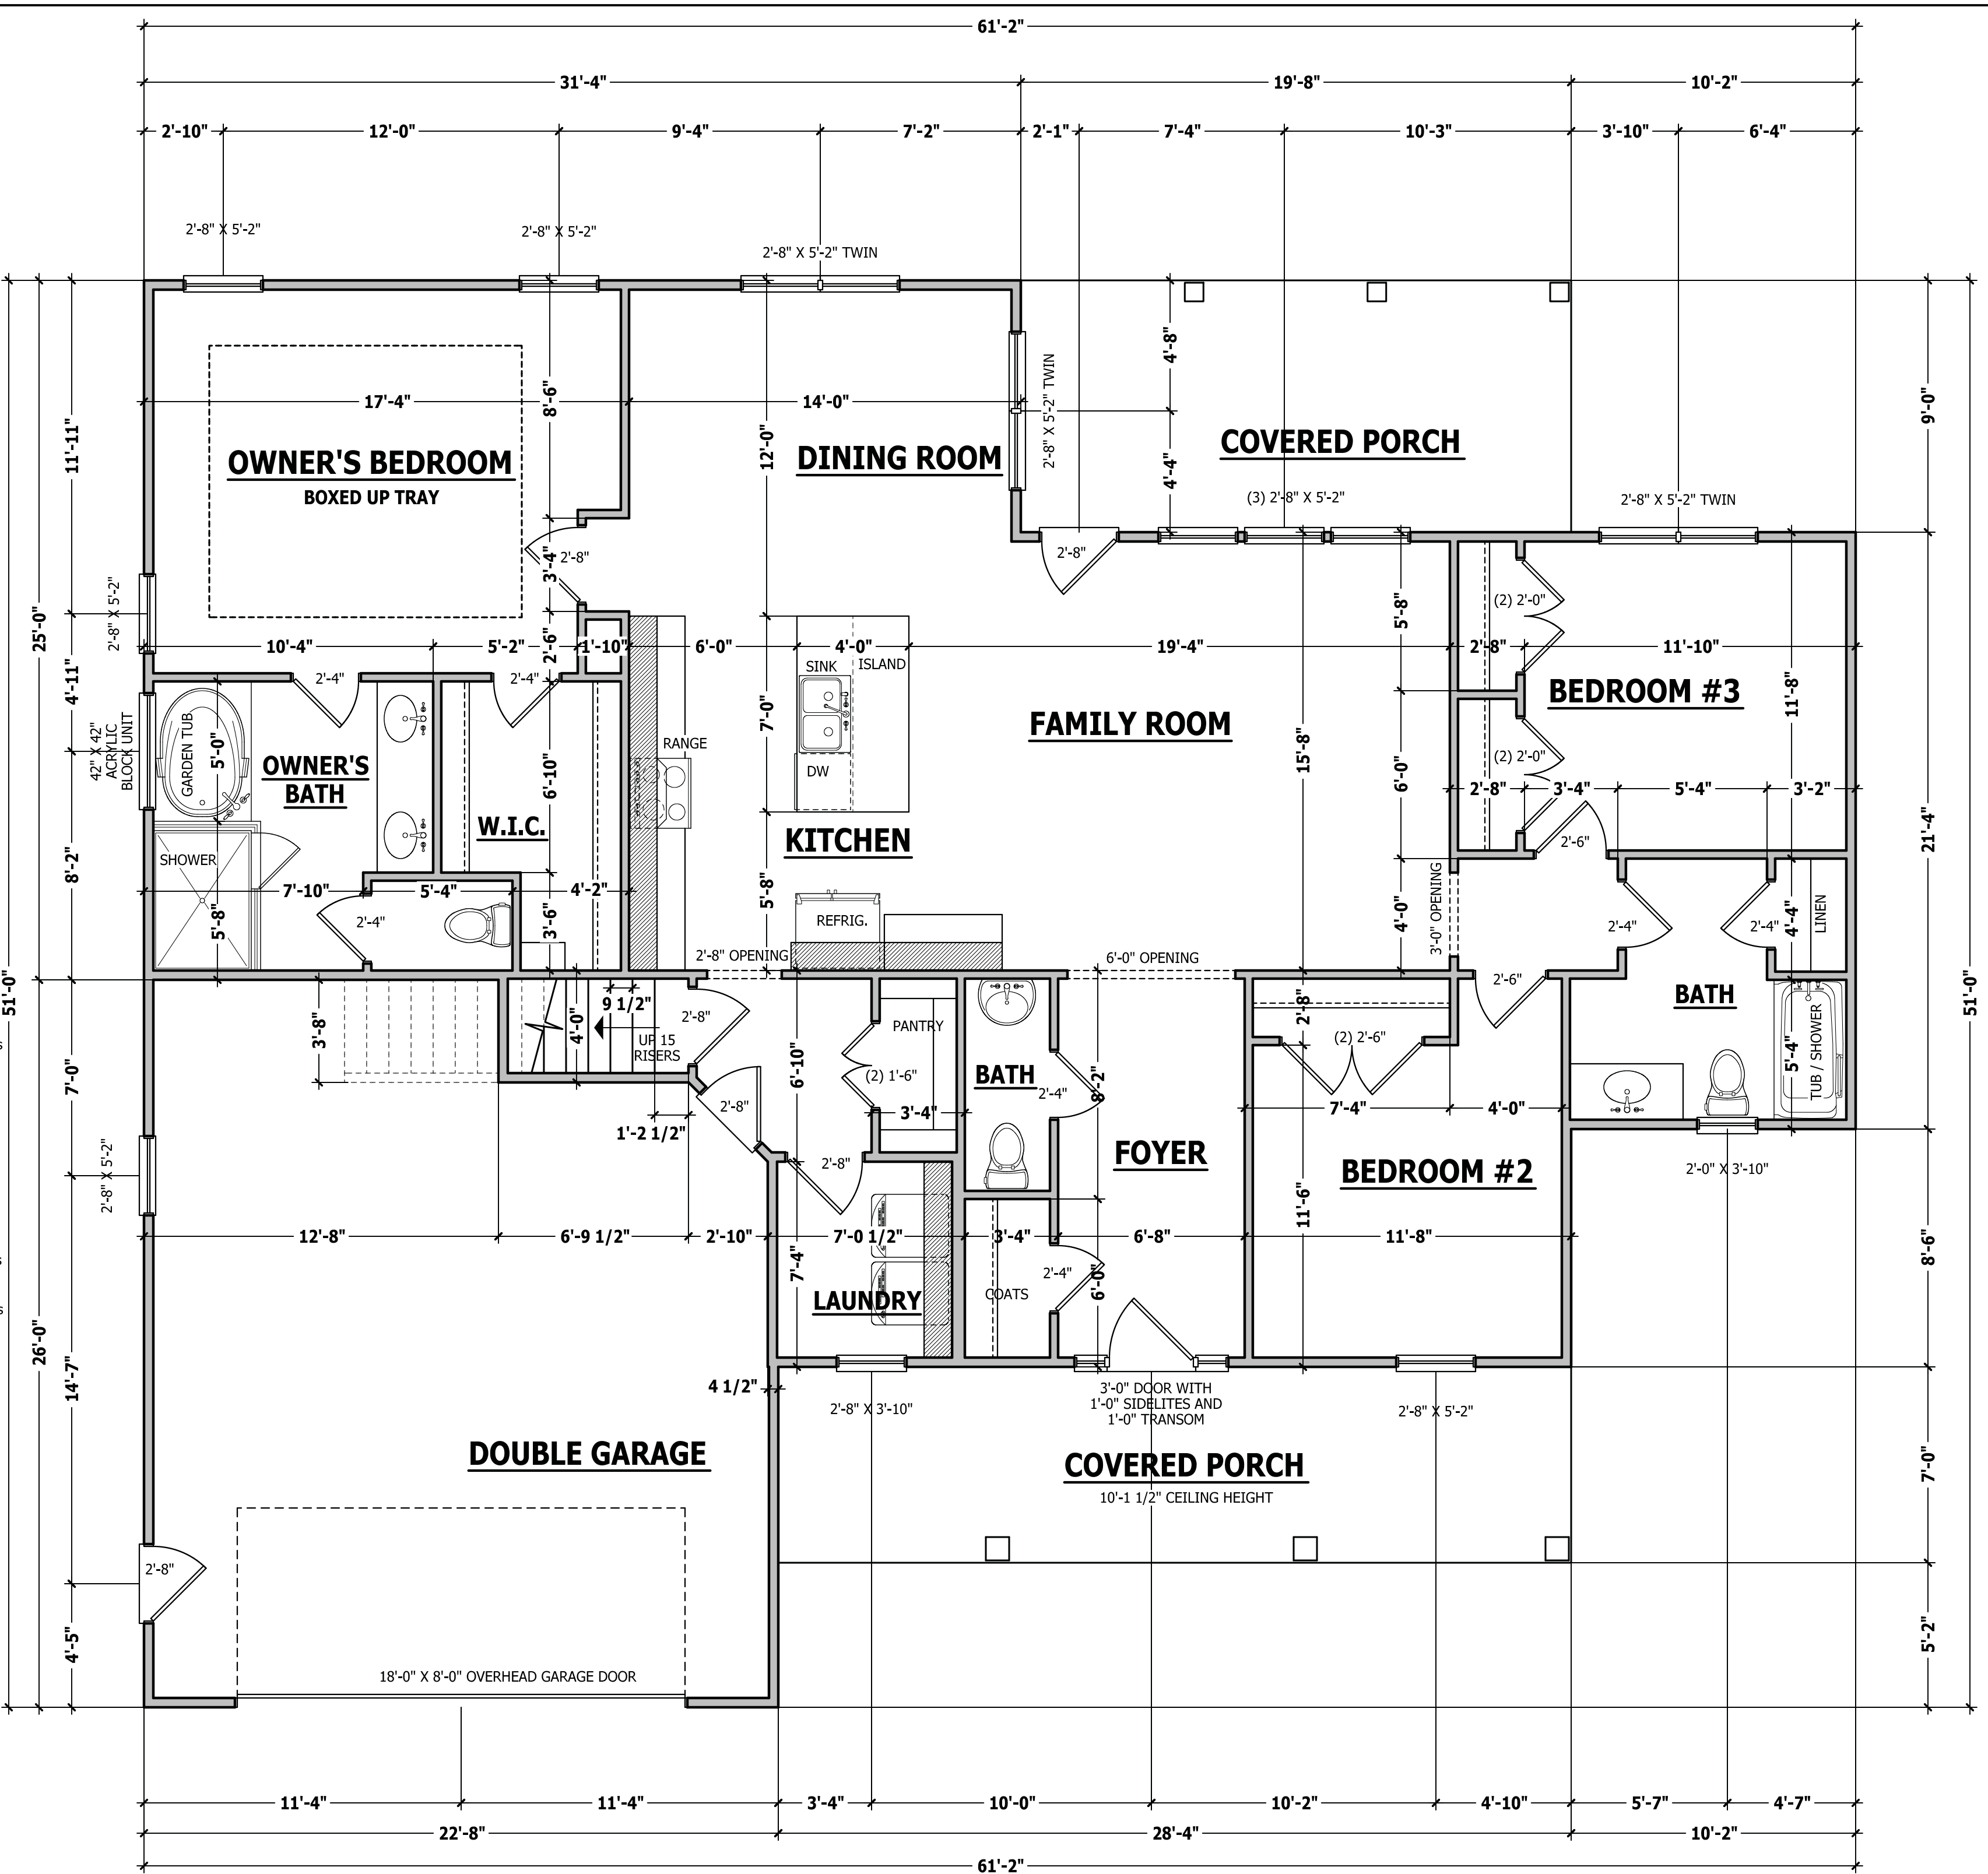 61'-2"
31'-4" 19'-8" 10'-2"
2'-10" 12'-0" 9'-4" 7'-2" 2'-1" 7'-4" 10'-3" 3'-10" 6'-4"
2'-8" X 5'-2"
2'-8" X 5'-2"
2'-8" X 5'-2" TWIN
4'-8"
2'-8" X 5'-2" TWIN
8'-6"
17'-4"
14'-0"
9'-0"
11'-11"
12'-0"
OWNER'S BEDROOM
BOXED UP TRAY
DINING ROOM
COVERED PORCH
4'-4"
(3) 2'-8" X 5'-2"
2'-8" X 5'-2" TWIN
2'-8"
3'-4"
2'-8"
25'-0"
2'-8" X 5'-2"
(2) 2'-0"
5'-8"
10'-4" 5'-2" 2'-6" 1'-10" 6'-0" 4'-0" 19'-4" 2'-8" 11'-10"
SINK
ISLAND
2'-4"
2'-4"
4'-11"
BEDROOM #3
11'-8"
FAMILY ROOM
7'-0"
42" X 42"
ACRYLIC
BLOCK UNIT
GARDEN TUB
5'-0"
RANGE
15'-8"
(2) 2'-0"
OWNER'S
BATH
DW
6'-10"
6'-0"
2'-8" 3'-4" 5'-4" 3'-2"
W.I.C.
KITCHEN
2'-6"
21'-4"
SHOWER
8'-2"
7'-10" 5'-4" 4'-2"
5'-8"
3'-0" OPENING
5'-8"
2'-4"
3'-6"
REFRIG.
4'-0"
2'-4"
2'-4"
4'-4"
LINEN
2'-8" OPENING
6'-0" OPENING
51'-0"
51'-0"
2'-6"
BATH
9 1/2"
3'-8"
4'-0"
2'-8"
PANTRY
2'-8"
UP 15
RISERS
(2) 2'-6"
TUB / SHOWER
5'-4"
7'-0"
6'-10"
(2) 1'-6"
BATH
2'-4"
8'-2"
2'-8"
3'-4"
7'-4" 4'-0"
1'-2 1/2"
FOYER
BEDROOM #2
2'-8"
2'-0" X 3'-10"
2'-8" X 5'-2"
11'-6"
12'-8" 6'-9 1/2" 2'-10" 7'-0 1/2" 3'-4" 6'-8" 11'-8"
8'-6"
7'-4"
2'-4"
6'-0"
COATS
LAUNDRY
26'-0"
14'-7"
4 1/2"
3'-0" DOOR WITH
1'-0" SIDELITES AND
1'-0" TRANSOM
2'-8" X 3'-10"
2'-8" X 5'-2"
DOUBLE GARAGE
COVERED PORCH
10'-1 1/2" CEILING HEIGHT
7'-0"
2'-8"
4'-5"
5'-2"
18'-0" X 8'-0" OVERHEAD GARAGE DOOR
11'-4" 11'-4" 3'-4" 10'-0" 10'-2" 4'-10" 5'-7" 4'-7"
22'-8" 28'-4" 10'-2"
61'-2"